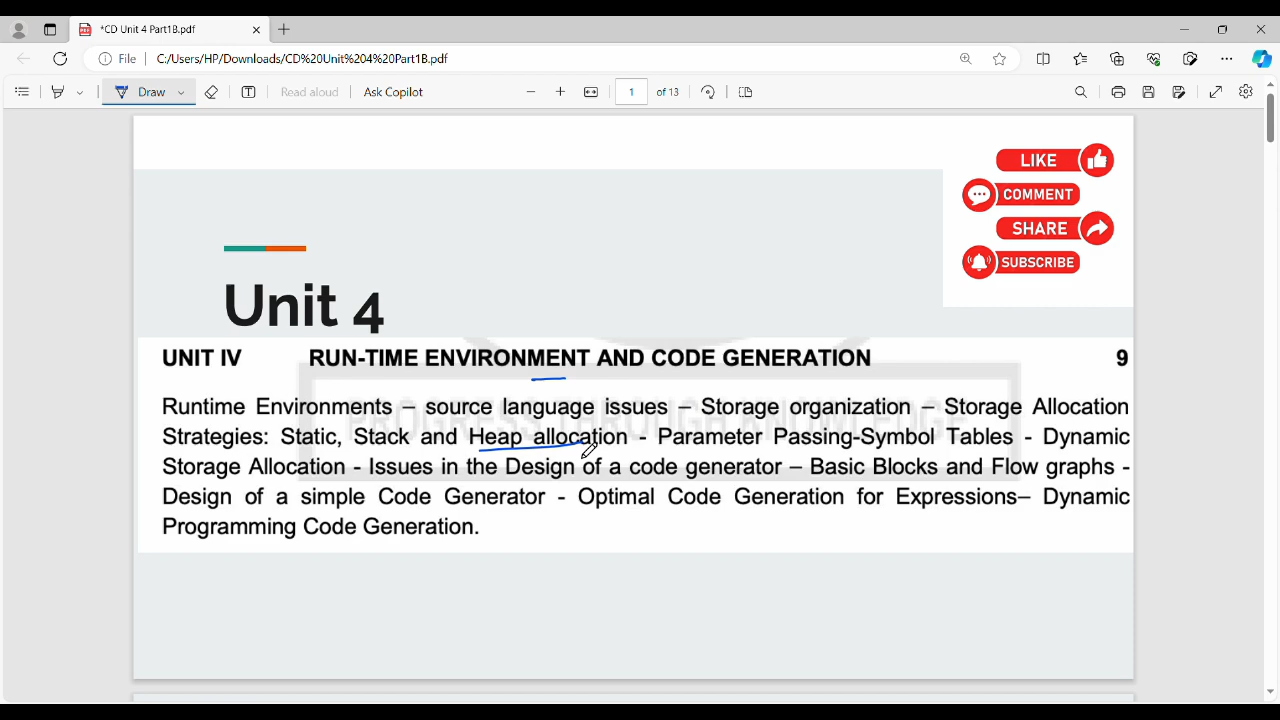 *CD Unit 4 Part1B.pdf
File
C:/Users/HP/Downloads/CD%20Unit%204%20Part1B.pdf
Draw
Read aloud
Ask Copilot
1
of 13
LIKE
COMMENT
SHARE
SUBSCRIBE
Unit 4
UNIT IV RUN-TIME ENVIRONMENT AND CODE GENERATION 9
PROGRESS THROUGH KNOWLEDGE
Runtime Environments – source language issues – Storage organization – Storage Allocation
Strategies: Static, Stack and Heap allocation - Parameter Passing-Symbol Tables - Dynamic
Storage Allocation - Issues in the Design of a code generator – Basic Blocks and Flow graphs -
Design of a simple Code Generator - Optimal Code Generation for Expressions– Dynamic
Programming Code Generation.